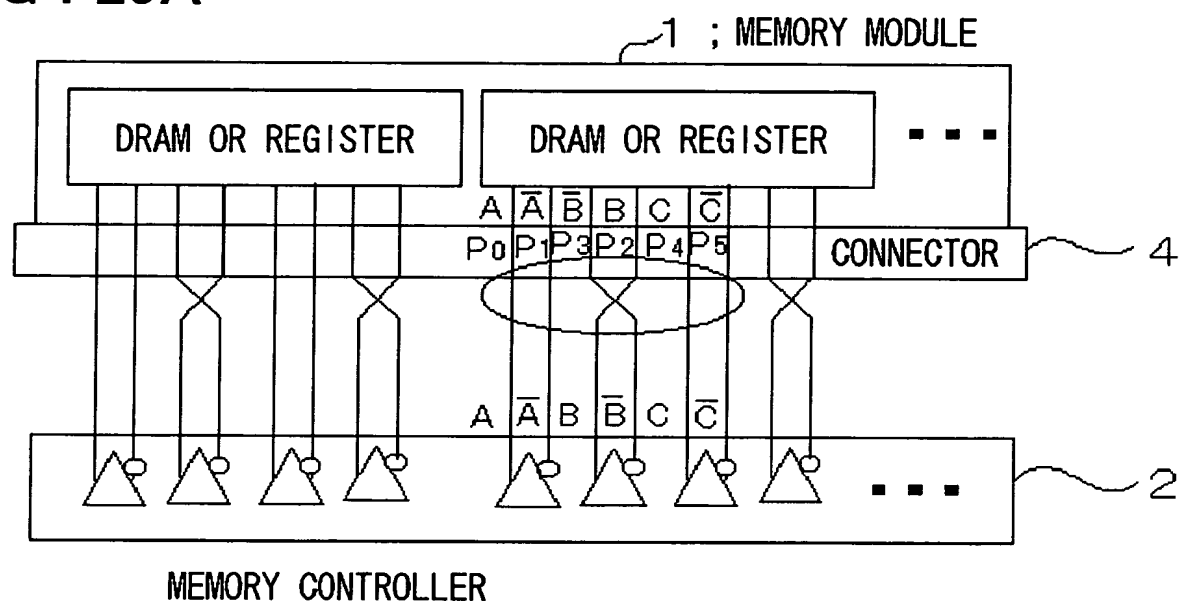 1 ; MEMORY MODULE
DRAM OR REGISTER
DRAM OR REGISTER
A A̅ B̅ B C C̅
P0 P1 P3 P2 P4 P5
CONNECTOR
4
A A̅ B B̅ C C̅
2
MEMORY CONTROLLER